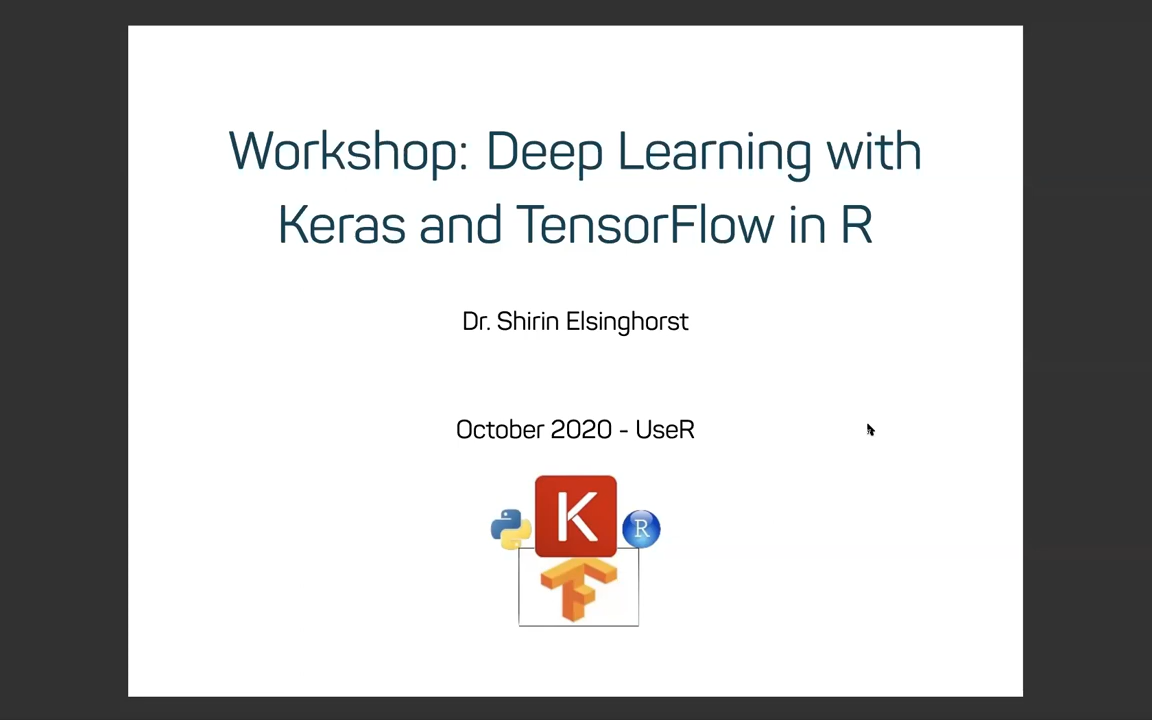 Workshop: Deep Learning with
Keras and TensorFlow in R
Dr. Shirin Elsinghorst
October 2020 - UseR
K
R